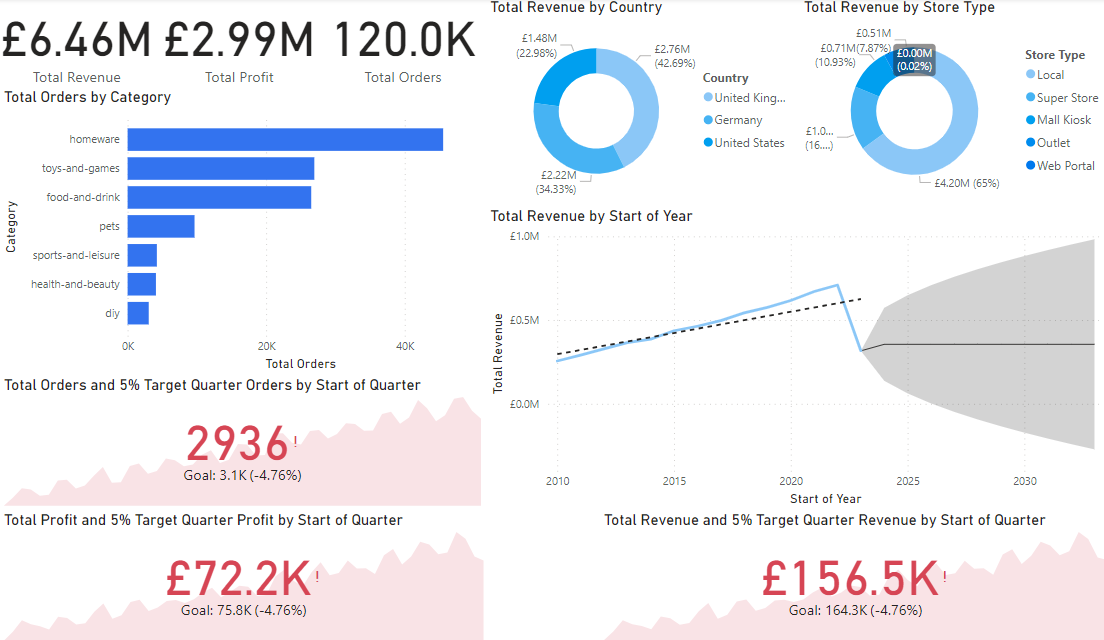 £6.46M £2.99M 120.0K
Total Revenue Total Profit Total Orders
Total Orders by Category
Category
homeware
toys-and-games
food-and-drink
pets
sports-and-leisure
health-and-beauty
diy
0K 20K 40K
Total Orders
Total Revenue by Country
£1.48M
(22.98%)
£2.76M
(42.69%)
£2.22M
(34.33%)
Country
United King...
Germany
United States
Total Revenue by Store Type
£0.51M
(7.87%)
£0.71M
(10.93%)
£0.00M
(0.02%)
£1.0...
(16....)
£4.20M (65%)
Store Type
Local
Super Store
Mall Kiosk
Outlet
Web Portal
Total Revenue by Start of Year
Total Revenue
£1.0M
£0.5M
£0.0M
2010 2015 2020 2025 2030
Start of Year
Total Orders and 5% Target Quarter Orders by Start of Quarter
2936!
Goal: 3.1K (-4.76%)
Total Profit and 5% Target Quarter Profit by Start of Quarter
£72.2K!
Goal: 75.8K (-4.76%)
Total Revenue and 5% Target Quarter Revenue by Start of Quarter
£156.5K!
Goal: 164.3K (-4.76%)